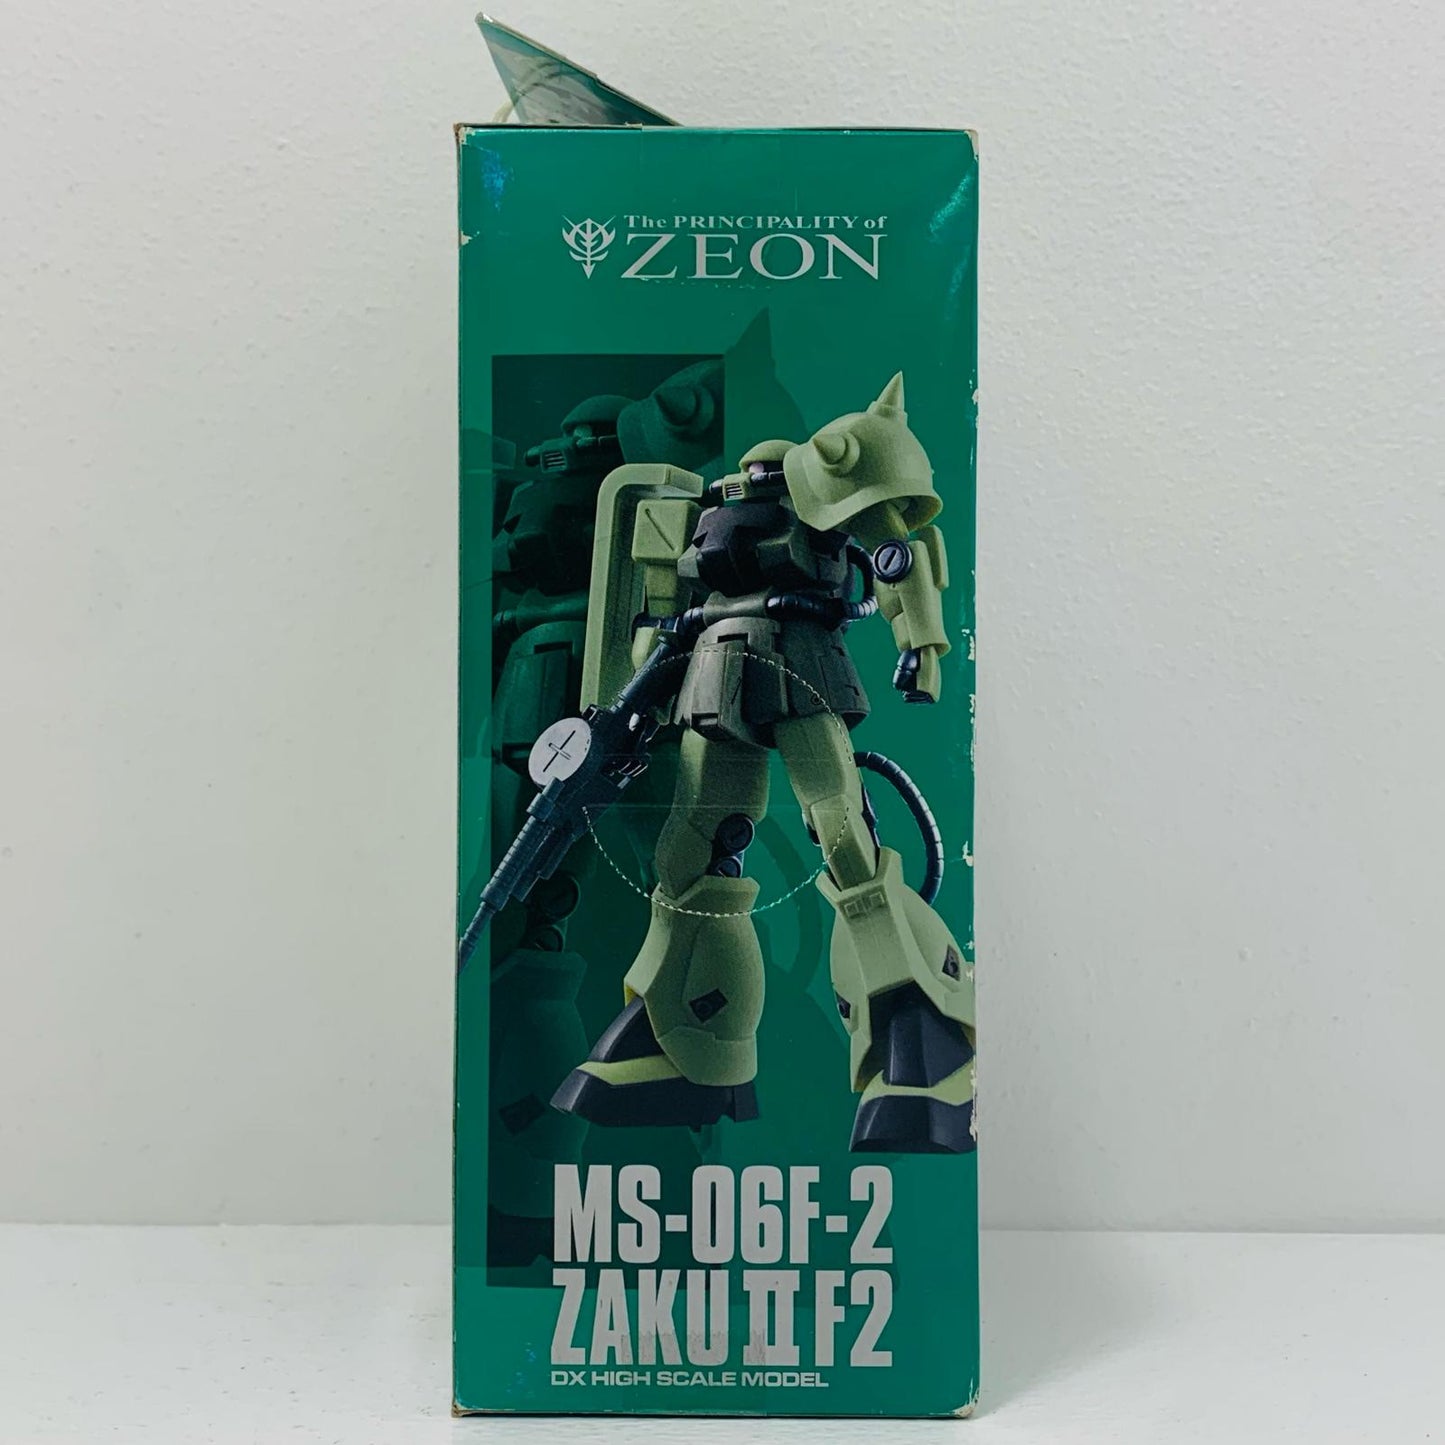 The PRINCIPALITY of
ZEON
MS-06F-2
ZAKU II F2
DX HIGH SCALE MODEL